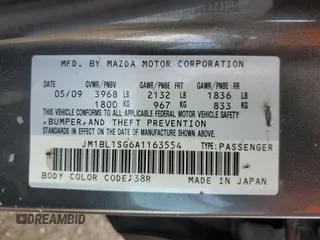 MFD. BY MAZDA MOTOR CORPORATION
DATE GVWR/PNBV GAWR/PNBE FRT/AV GAWR/PNBE RR
05/09 3968 LB 2132 LB 1836 LB
1800 KG 967 KG 833 KG
THIS VEHICLE CONFORMS TO ALL APPLICABLE FEDERAL MOTOR VEHICLE SAFETY
,BUMPER,AND THEFT PREVENTION
STANDARDS IN EFFECT ON THE DATE OF MANUFACTURE SHOWN ABOVE.
JM1BL1SG6A1163554 TYPE:PASSENGER
BODY COLOR CODE;38R MADE IN JAPAN
DREAMBID